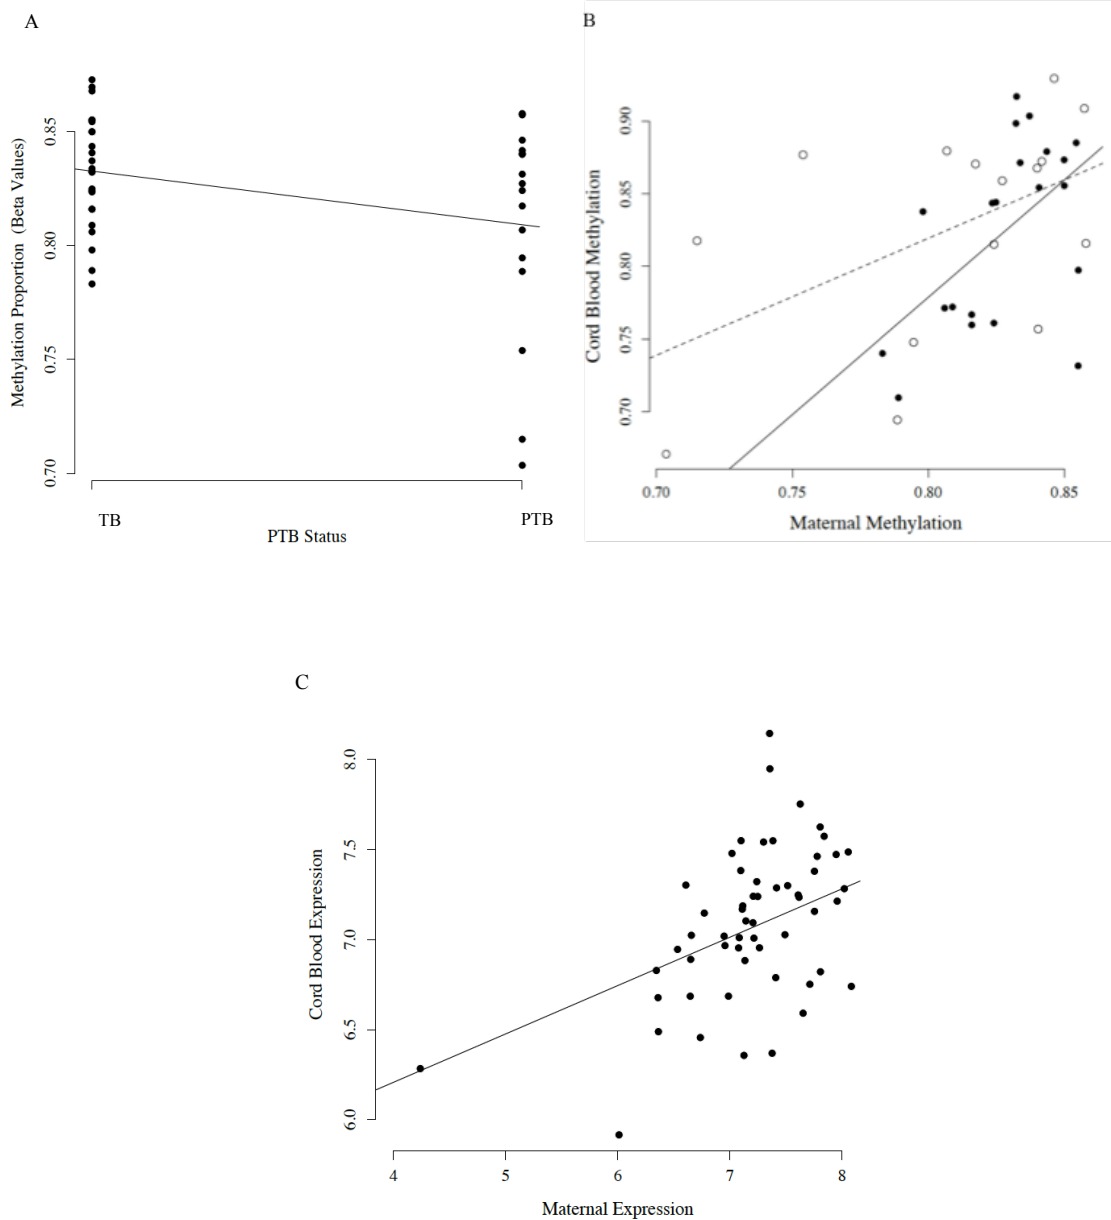 A
Methylation Proportion (Beta Values)
0.85
0.80
0.75
0.70
TB
PTB
PTB Status
B
Cord Blood Methylation
0.90
0.85
0.80
0.75
0.70
0.70 0.75 0.80 0.85
Maternal Methylation
C
Cord Blood Expression
8.0
7.5
7.0
6.5
6.0
4 5 6 7 8
Maternal Expression